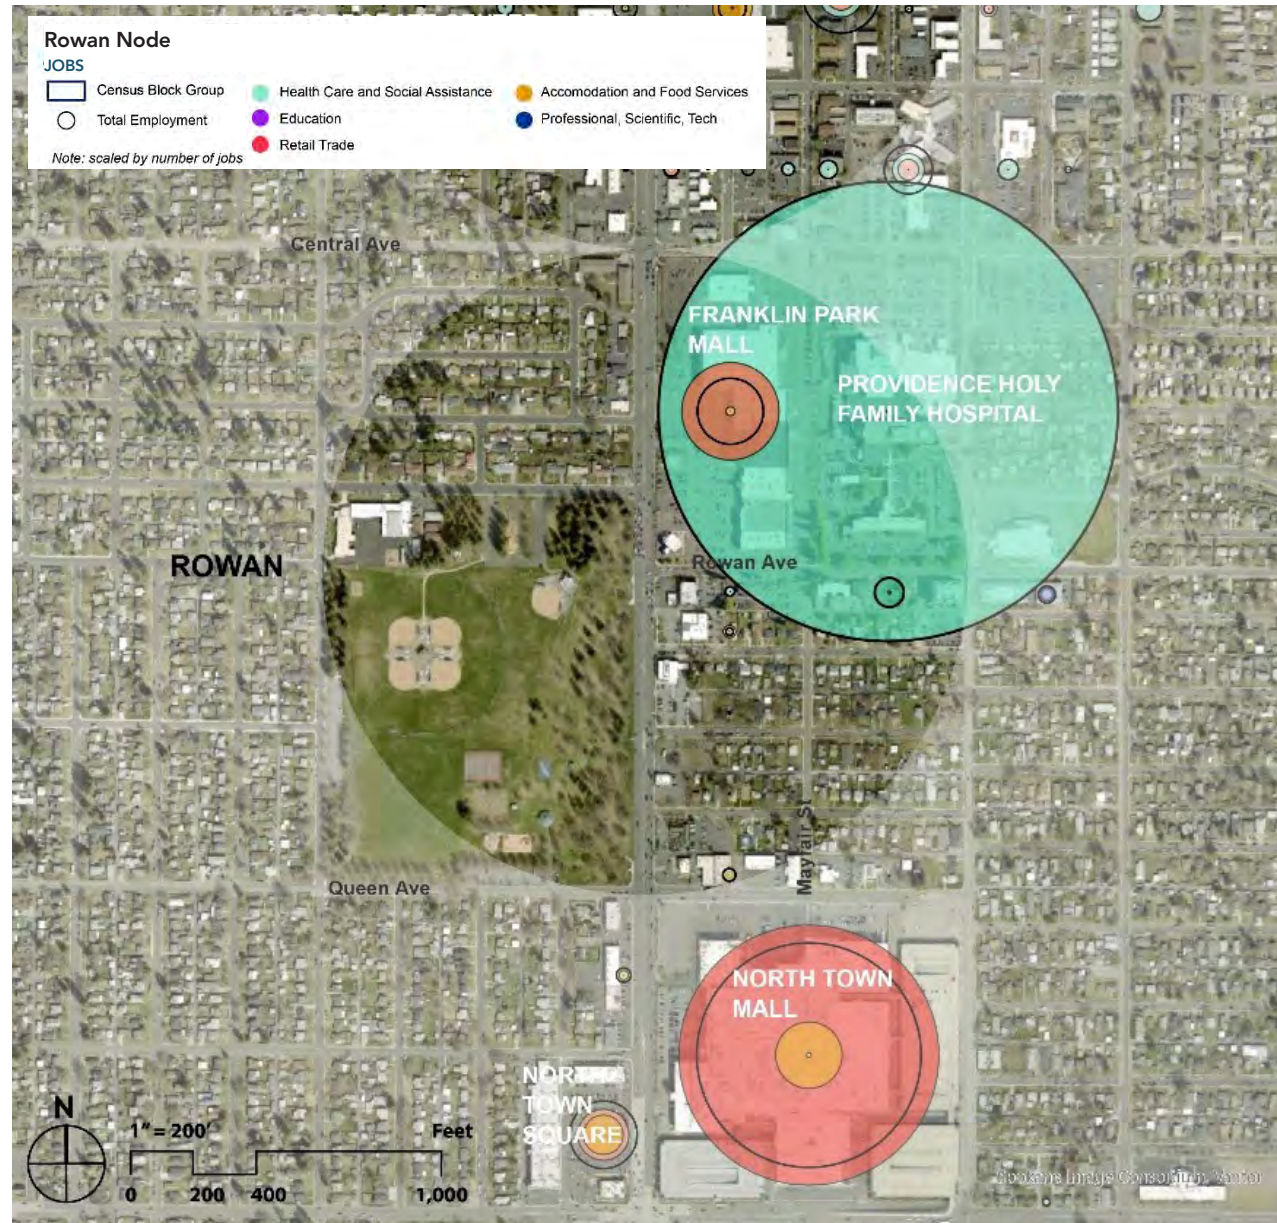 Rowan Node
JOBS
Census Block Group
Total Employment
Note: scaled by number of jobs
Health Care and Social Assistance
Education
Retail Trade
Accomodation and Food Services
Professional, Scientific, Tech
Central Ave
FRANKLIN PARK
MALL
PROVIDENCE HOLY
FAMILY HOSPITAL
ROWAN
Rowan Ave
Mayfair St
Queen Ave
NORTH TOWN
MALL
NORTH
TOWN
SQUARE
N
1" = 200'
Feet
0 200 400 1,000